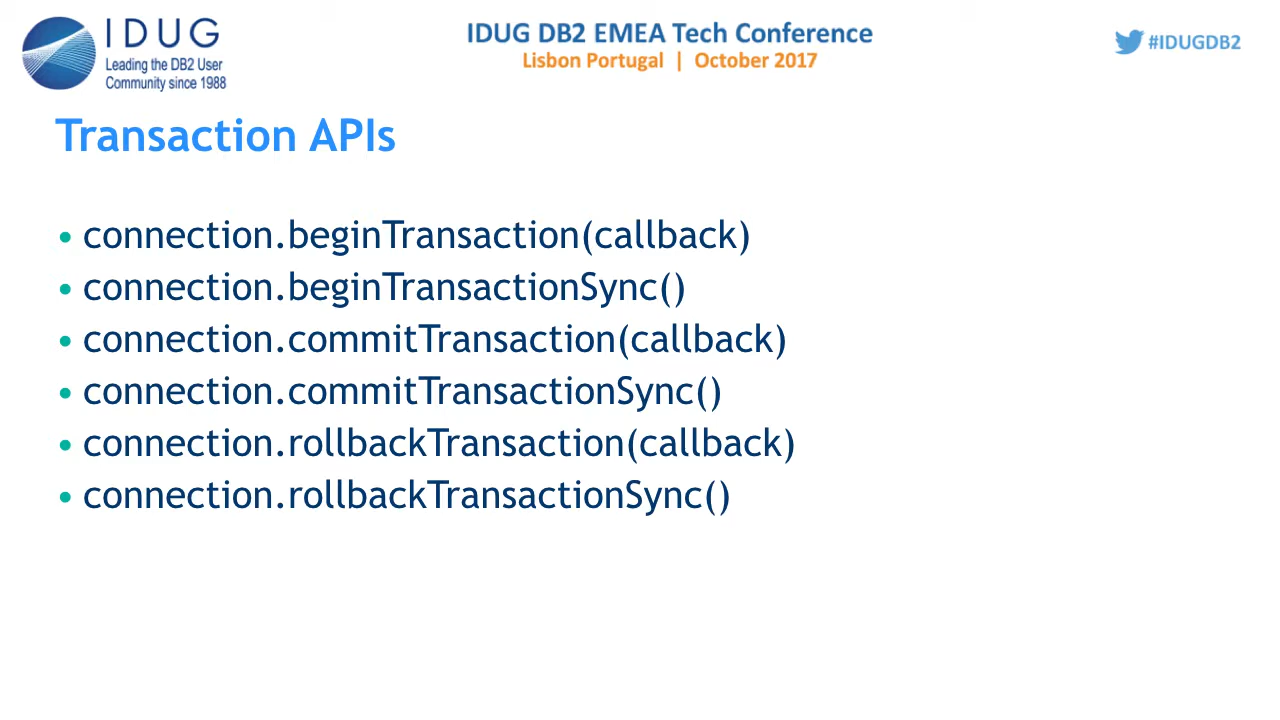 IDUG
Leading the DB2 User
Community since 1988
IDUG DB2 EMEA Tech Conference
Lisbon Portugal | October 2017
#IDUGDB2
Transaction APIs
• connection.beginTransaction(callback)
• connection.beginTransactionSync()
• connection.commitTransaction(callback)
• connection.commitTransactionSync()
• connection.rollbackTransaction(callback)
• connection.rollbackTransactionSync()